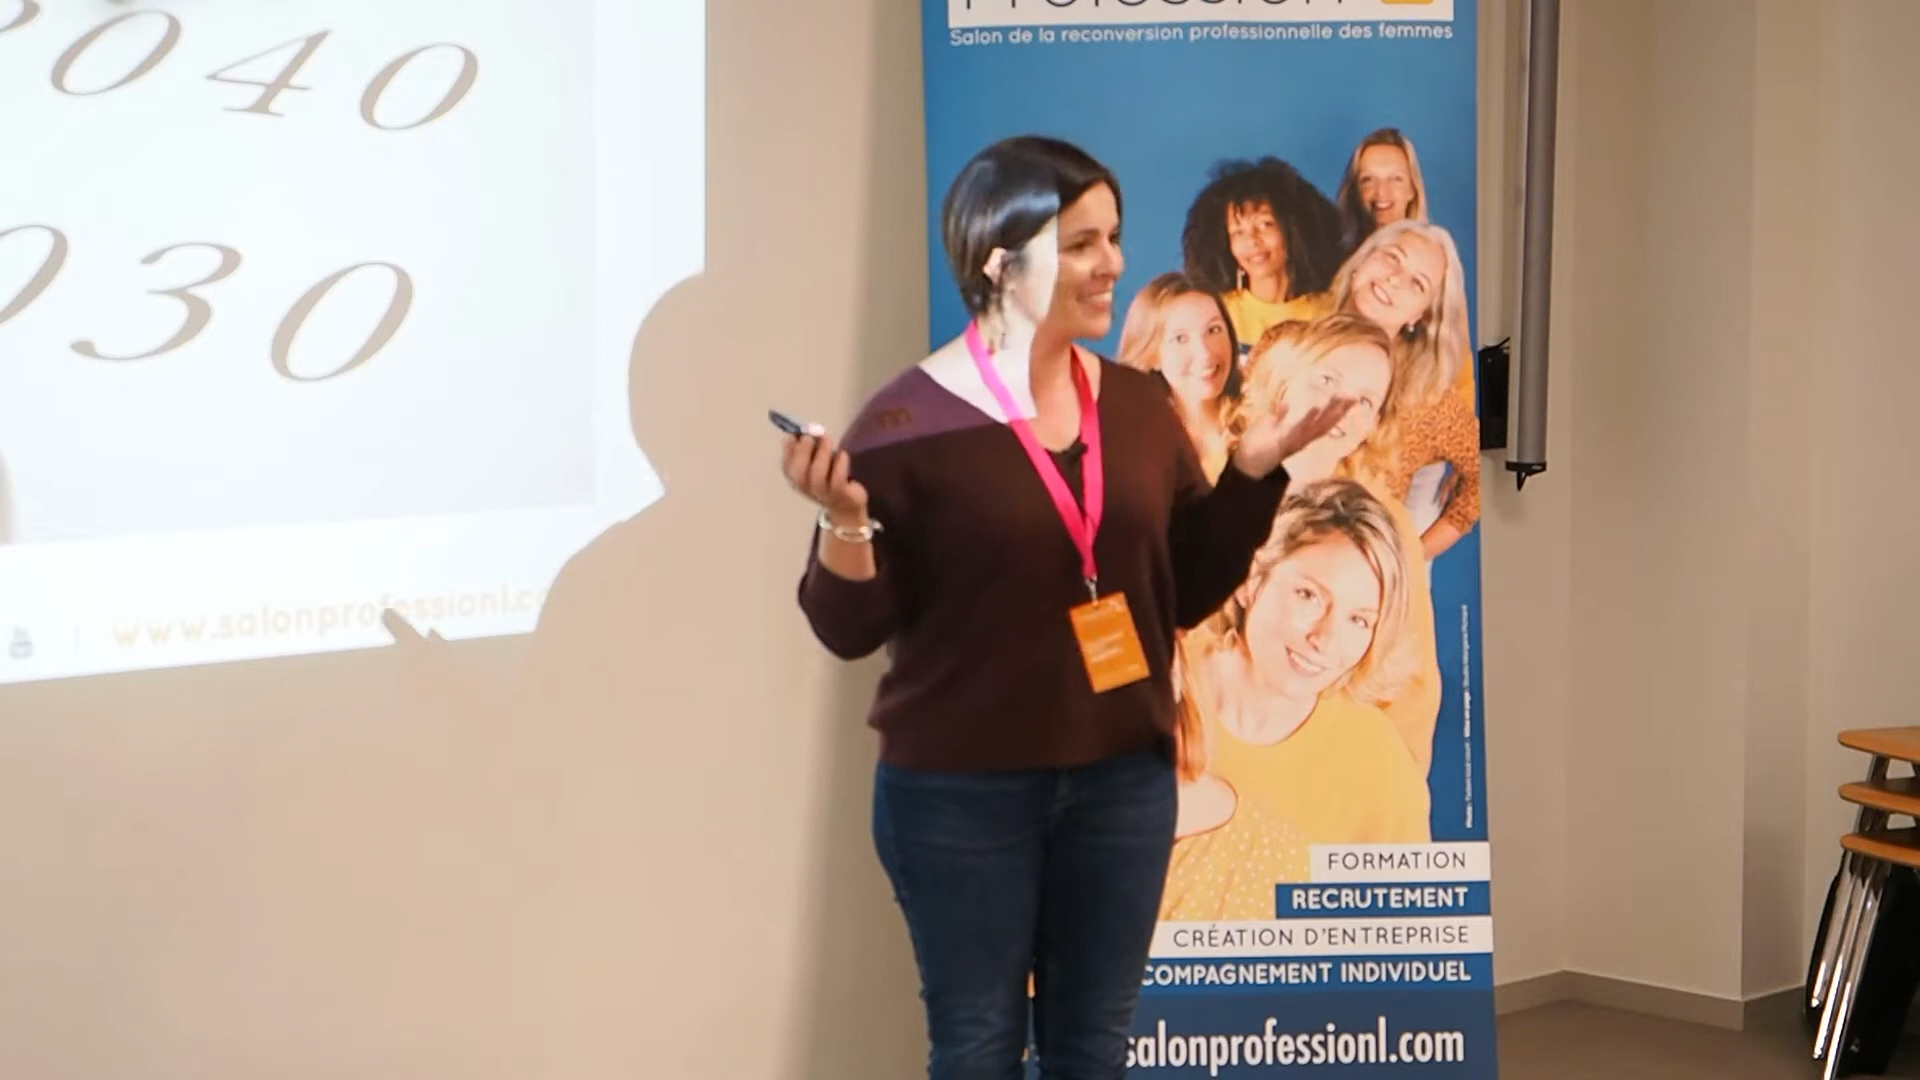 2040
030
www.salonprofessionl.c
Profession
Salon de la reconversion professionnelle des femmes
FORMATION
RECRUTEMENT
CRÉATION D'ENTREPRISE
COMPAGNEMENT INDIVIDUEL
salonprofessionl.com